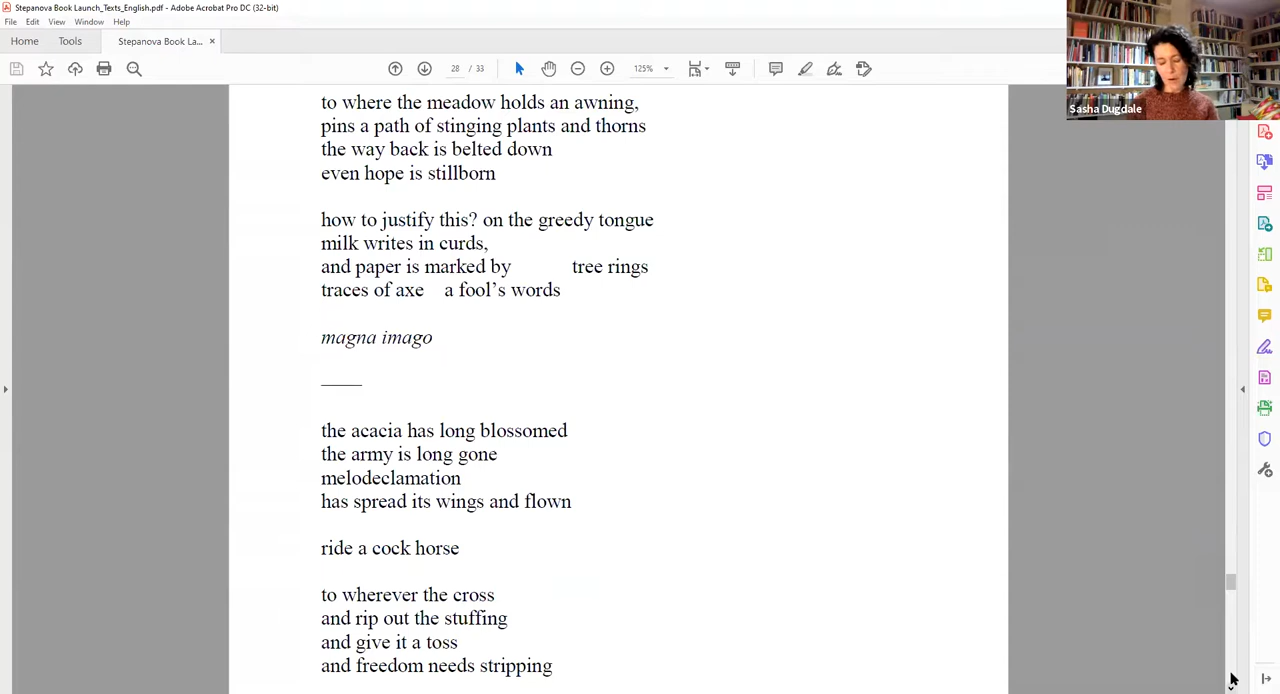 Stepanova Book Launch_Texts_English.pdf - Adobe Acrobat Pro DC (32-bit)
File Edit View Window Help
Home Tools Stepanova Book La... ×
28 / 33 125%
Sasha Dugdale
to where the meadow holds an awning,
pins a path of stinging plants and thorns
the way back is belted down
even hope is stillborn
how to justify this? on the greedy tongue
milk writes in curds,
and paper is marked by tree rings
traces of axe a fool’s words
magna imago
the acacia has long blossomed
the army is long gone
melodeclamation
has spread its wings and flown
ride a cock horse
to wherever the cross
and rip out the stuffing
and give it a toss
and freedom needs stripping